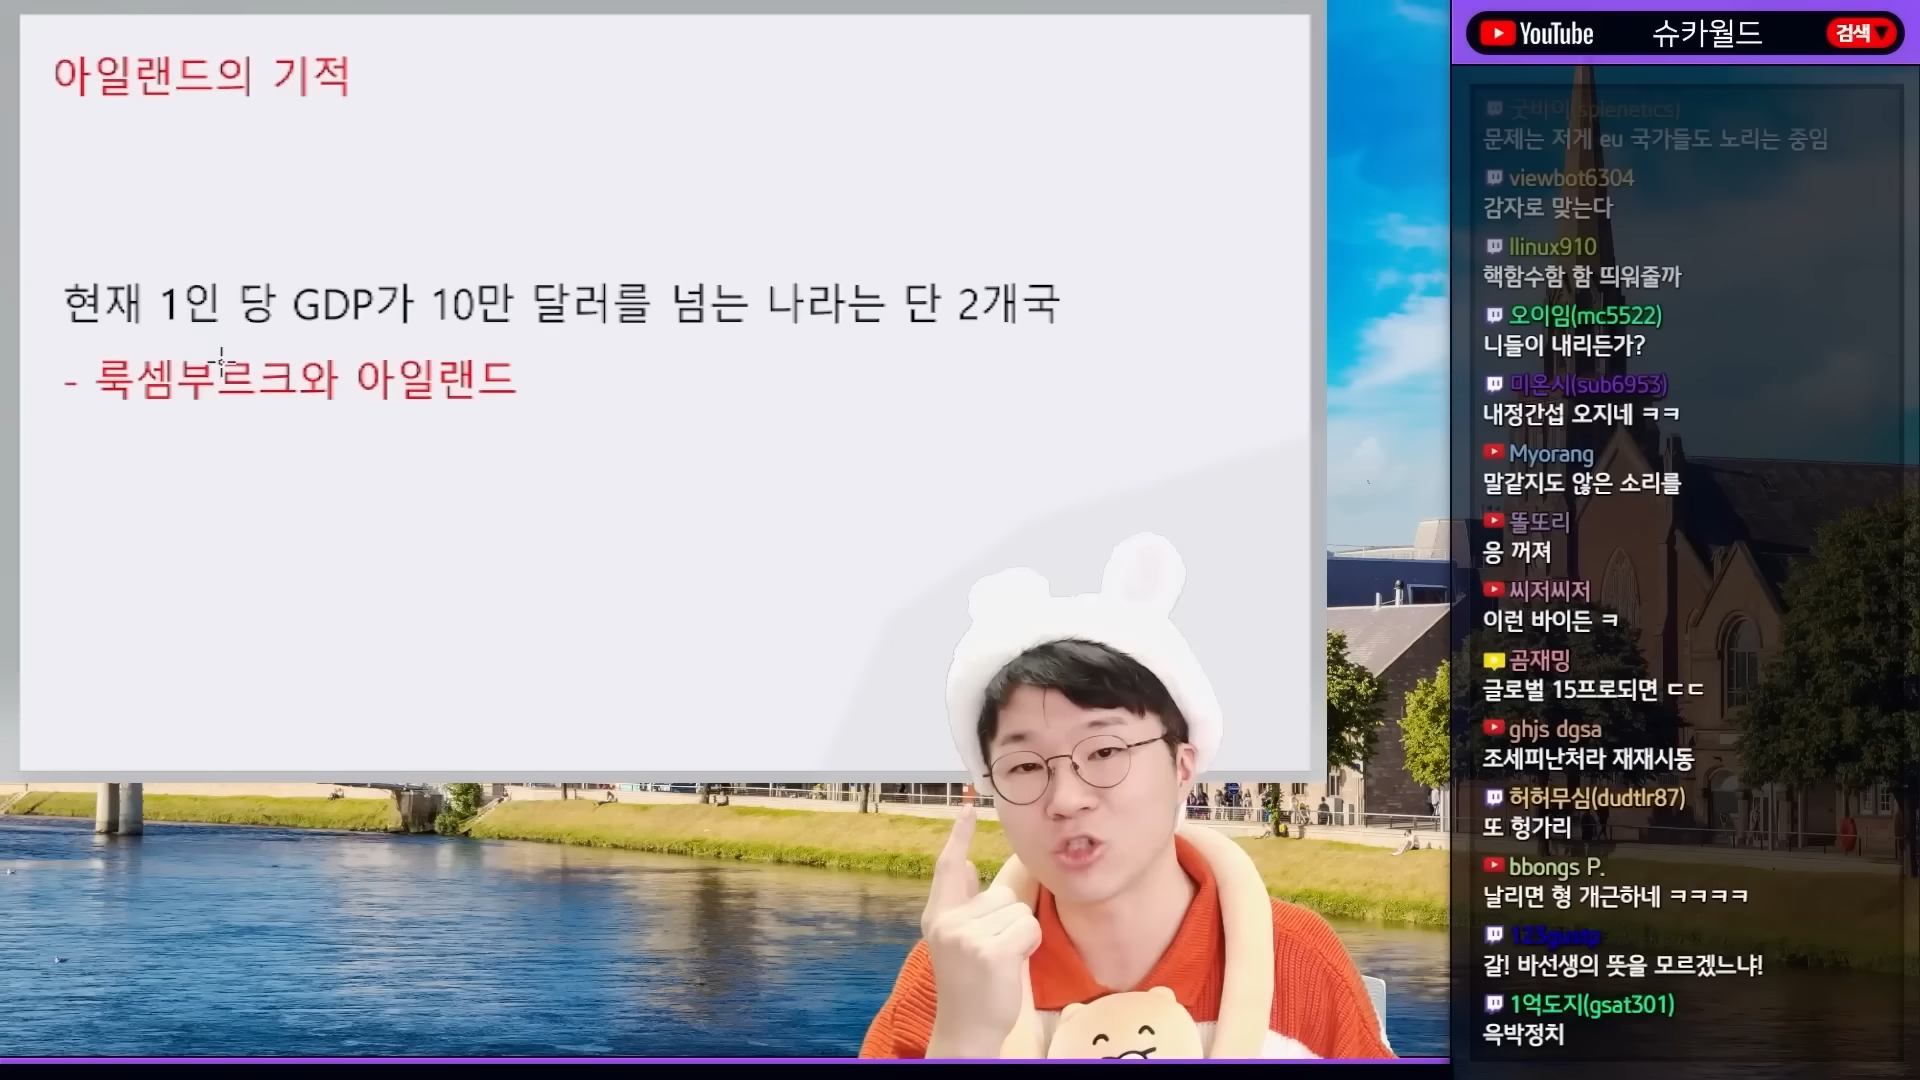 아일랜드의 기적
현재 1인 당 GDP가 10만 달러를 넘는 나라는 단 2개국
- 룩셈부르크와 아일랜드
YouTube 슈카월드 검색
굿바이(splenetics)
문제는 저게 eu 국가들도 노리는 중임
viewbot6304
감자로 맞는다
llinux910
핵함수함 함 띄워줄까
오이임(mc5522)
니들이 내리든가?
미온시(sub6953)
내정간섭 오지네 ㅋㅋ
Myorang
말같지도 않은 소리를
똘또리
응 꺼져
씨저씨저
이런 바이든 ㅋ
곰재밍
글로벌 15프로되면 ㄷㄷ
ghjs dgsa
조세피난처라 재재시동
허허무심(dudtlr87)
또 헝가리
bbongs P.
날리면 형 개근하네 ㅋㅋㅋㅋ
갈! 바선생의 뜻을 모르겠느냐!
1억도지(gsat301)
윽박정치